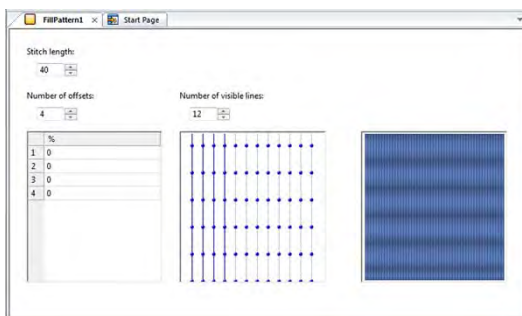 FillPattern1 × Start Page
Stitch length:
40
Number of offsets: Number of visible lines:
4 12
%
1 0
2 0
3 0
4 0